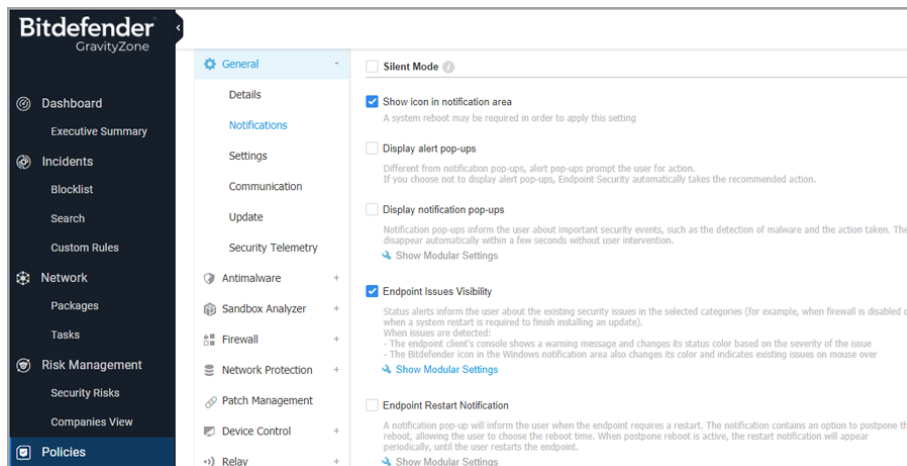 Bitdefender
GravityZone
Dashboard
Executive Summary
Incidents
Blocklist
Search
Custom Rules
Network
Packages
Tasks
Risk Management
Security Risks
Companies View
Policies
General -
Details
Notifications
Settings
Communication
Update
Security Telemetry
Antimalware +
Sandbox Analyzer +
Firewall +
Network Protection +
Patch Management
Device Control +
Relay +
Silent Mode
Show icon in notification area
A system reboot may be required in order to apply this setting
Display alert pop-ups
Different from notification pop-ups, alert pop-ups prompt the user for action.
If you choose not to display alert pop-ups, Endpoint Security automatically takes the recommended action.
Display notification pop-ups
Notification pop-ups inform the user about important security events, such as the detection of malware and the action taken. The
disappear automatically within a few seconds without user intervention.
Show Modular Settings
Endpoint Issues Visibility
Status alerts inform the user about the existing security issues in the selected categories (for example, when firewall is disabled
when a system restart is required to finish installing an update).
When issues are detected:
- The endpoint client's console shows a warning message and changes its status color based on the severity of the issue
- The Bitdefender icon in the Windows notification area also changes its color and indicates existing issues on mouse over
Show Modular Settings
Endpoint Restart Notification
A notification pop-up will inform the user when the endpoint requires a restart. The notification contains an option to postpone th
reboot, allowing the user to choose the reboot time. When postpone reboot is active, the restart notification will appear
periodically, until the user restarts the endpoint.
Show Modular Settings